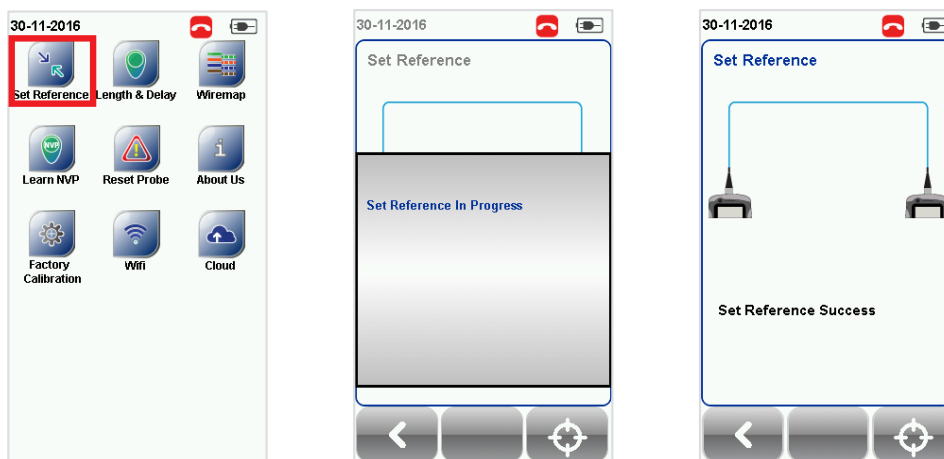 30-11-2016
Set Reference
Length & Delay
Wiremap
NVP
i
Learn NVP
Reset Probe
About Us
Factory
Calibration
Wifi
Cloud
30-11-2016
Set Reference
Set Reference In Progress
30-11-2016
Set Reference
Set Reference Success